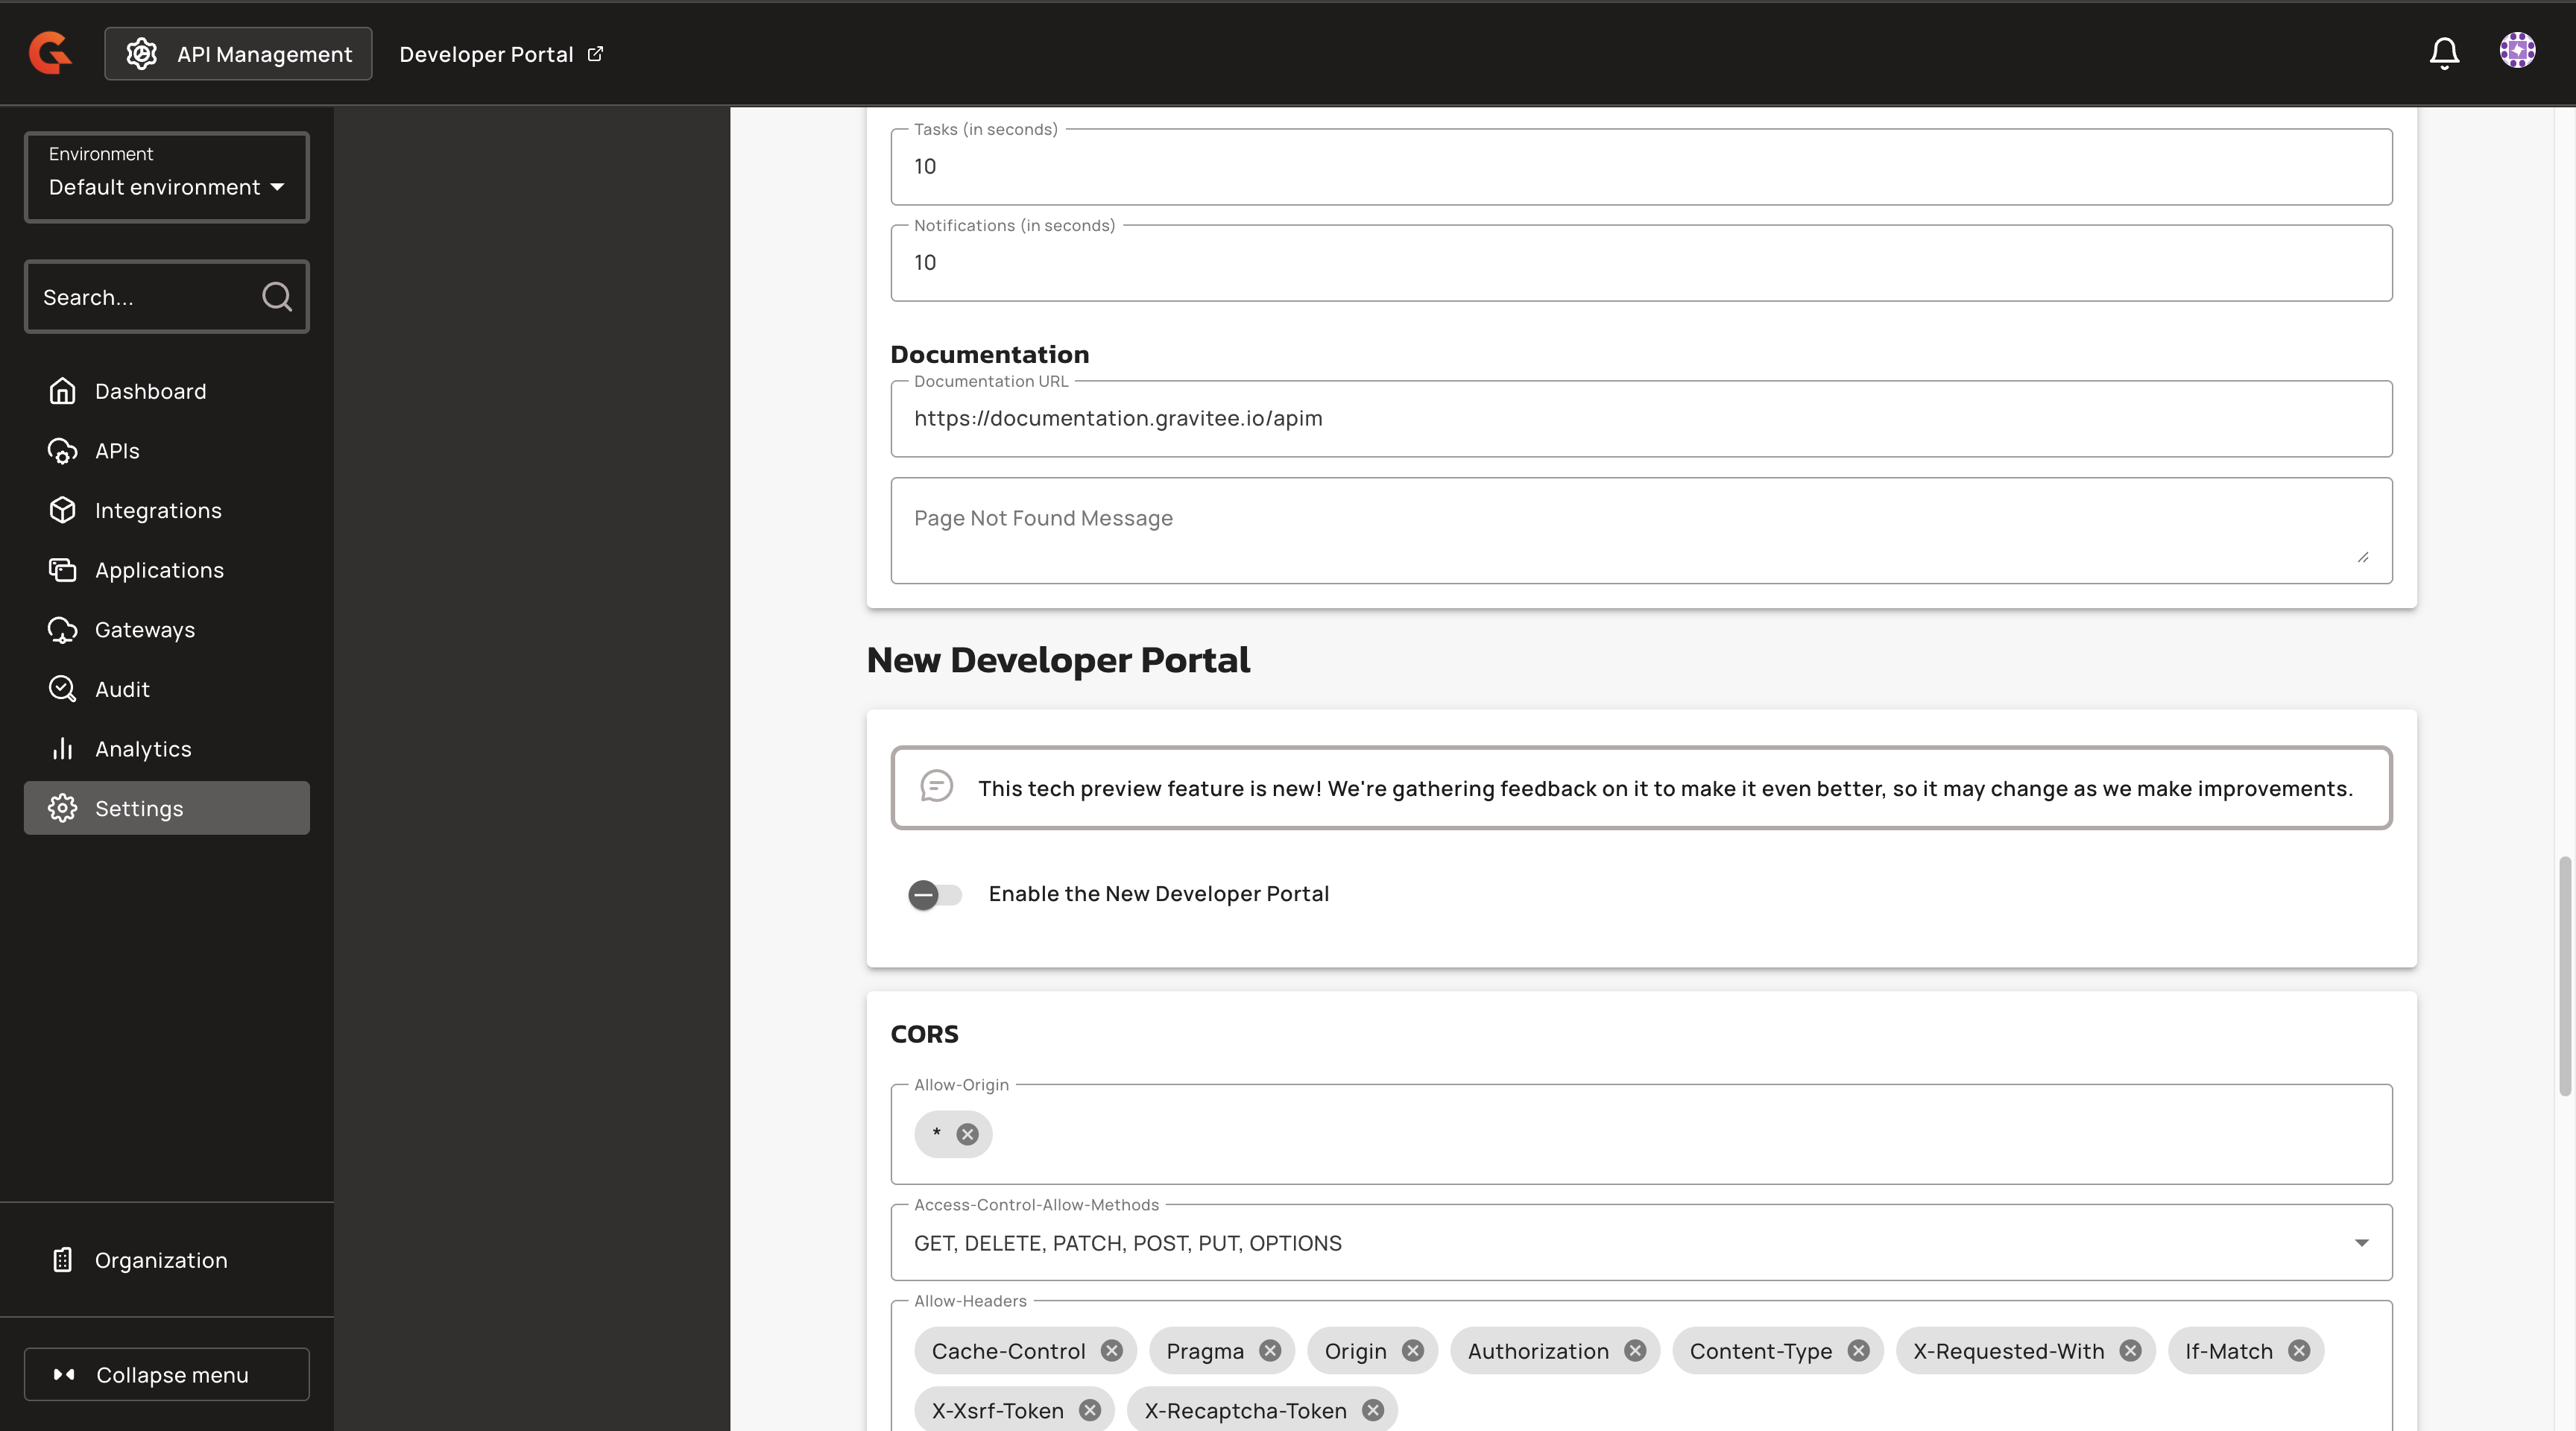 API Management
Developer Portal
Environment
Default environment
Search...
Dashboard
APIs
Integrations
Applications
Gateways
Audit
Analytics
Settings
Organization
Collapse menu
Tasks (in seconds)
10
Notifications (in seconds)
10
Documentation
Documentation URL
https://documentation.gravitee.io/apim
Page Not Found Message
New Developer Portal
This tech preview feature is new! We're gathering feedback on it to make it even better, so it may change as we make improvements.
Enable the New Developer Portal
CORS
Allow-Origin
*
Access-Control-Allow-Methods
GET, DELETE, PATCH, POST, PUT, OPTIONS
Allow-Headers
Cache-Control Pragma Origin Authorization Content-Type X-Requested-With If-Match
X-Xsrf-Token X-Recaptcha-Token